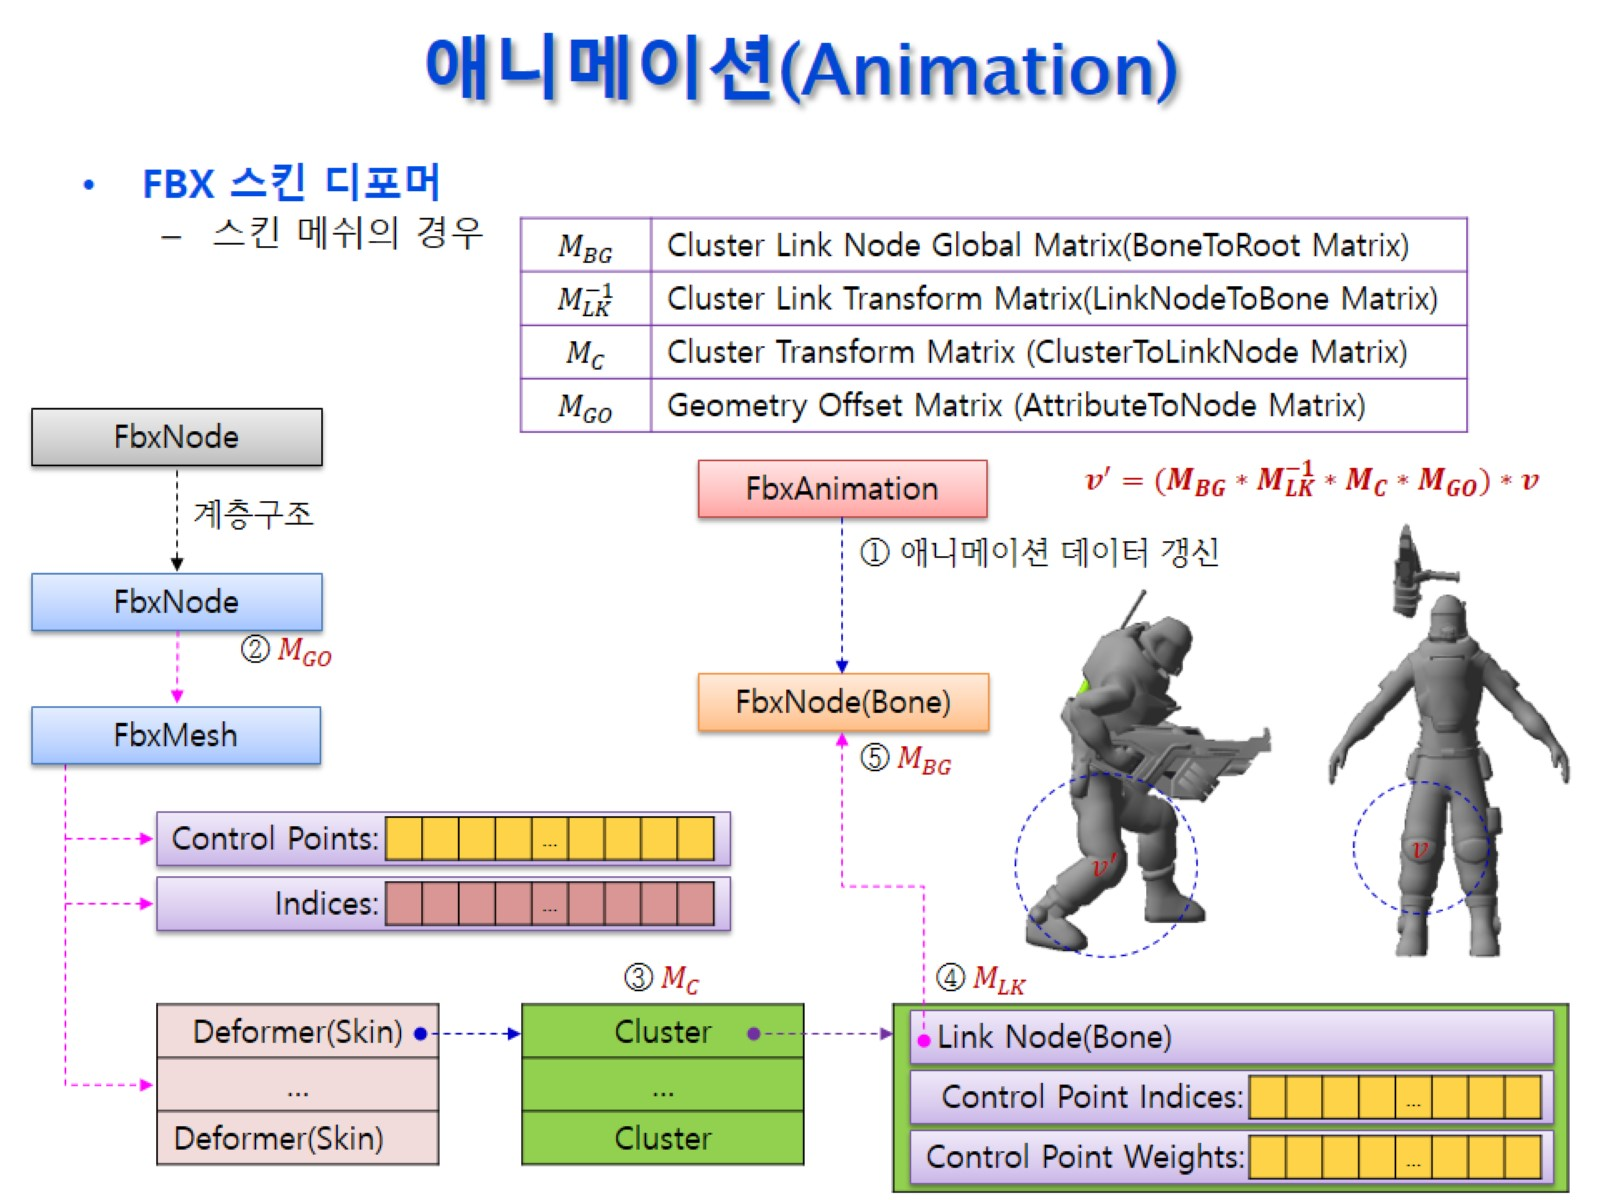 애니메이션(Animation)
• FBX 스킨 디포머
– 스킨 메쉬의 경우
M_BG Cluster Link Node Global Matrix(BoneToRoot Matrix)
M_LK^-1 Cluster Link Transform Matrix(LinkNodeToBone Matrix)
M_C Cluster Transform Matrix (ClusterToLinkNode Matrix)
M_GO Geometry Offset Matrix (AttributeToNode Matrix)
FbxNode
계층구조
FbxNode
② M_GO
FbxMesh
FbxAnimation
v′ = (M_BG * M_LK^-1 * M_C * M_GO) * v
① 애니메이션 데이터 갱신
FbxNode(Bone)
⑤ M_BG
v′
v
Control Points: ...
Indices: ...
③ M_C
④ M_LK
Deformer(Skin)
...
Deformer(Skin)
Cluster
...
Cluster
Link Node(Bone)
Control Point Indices: ...
Control Point Weights: ...